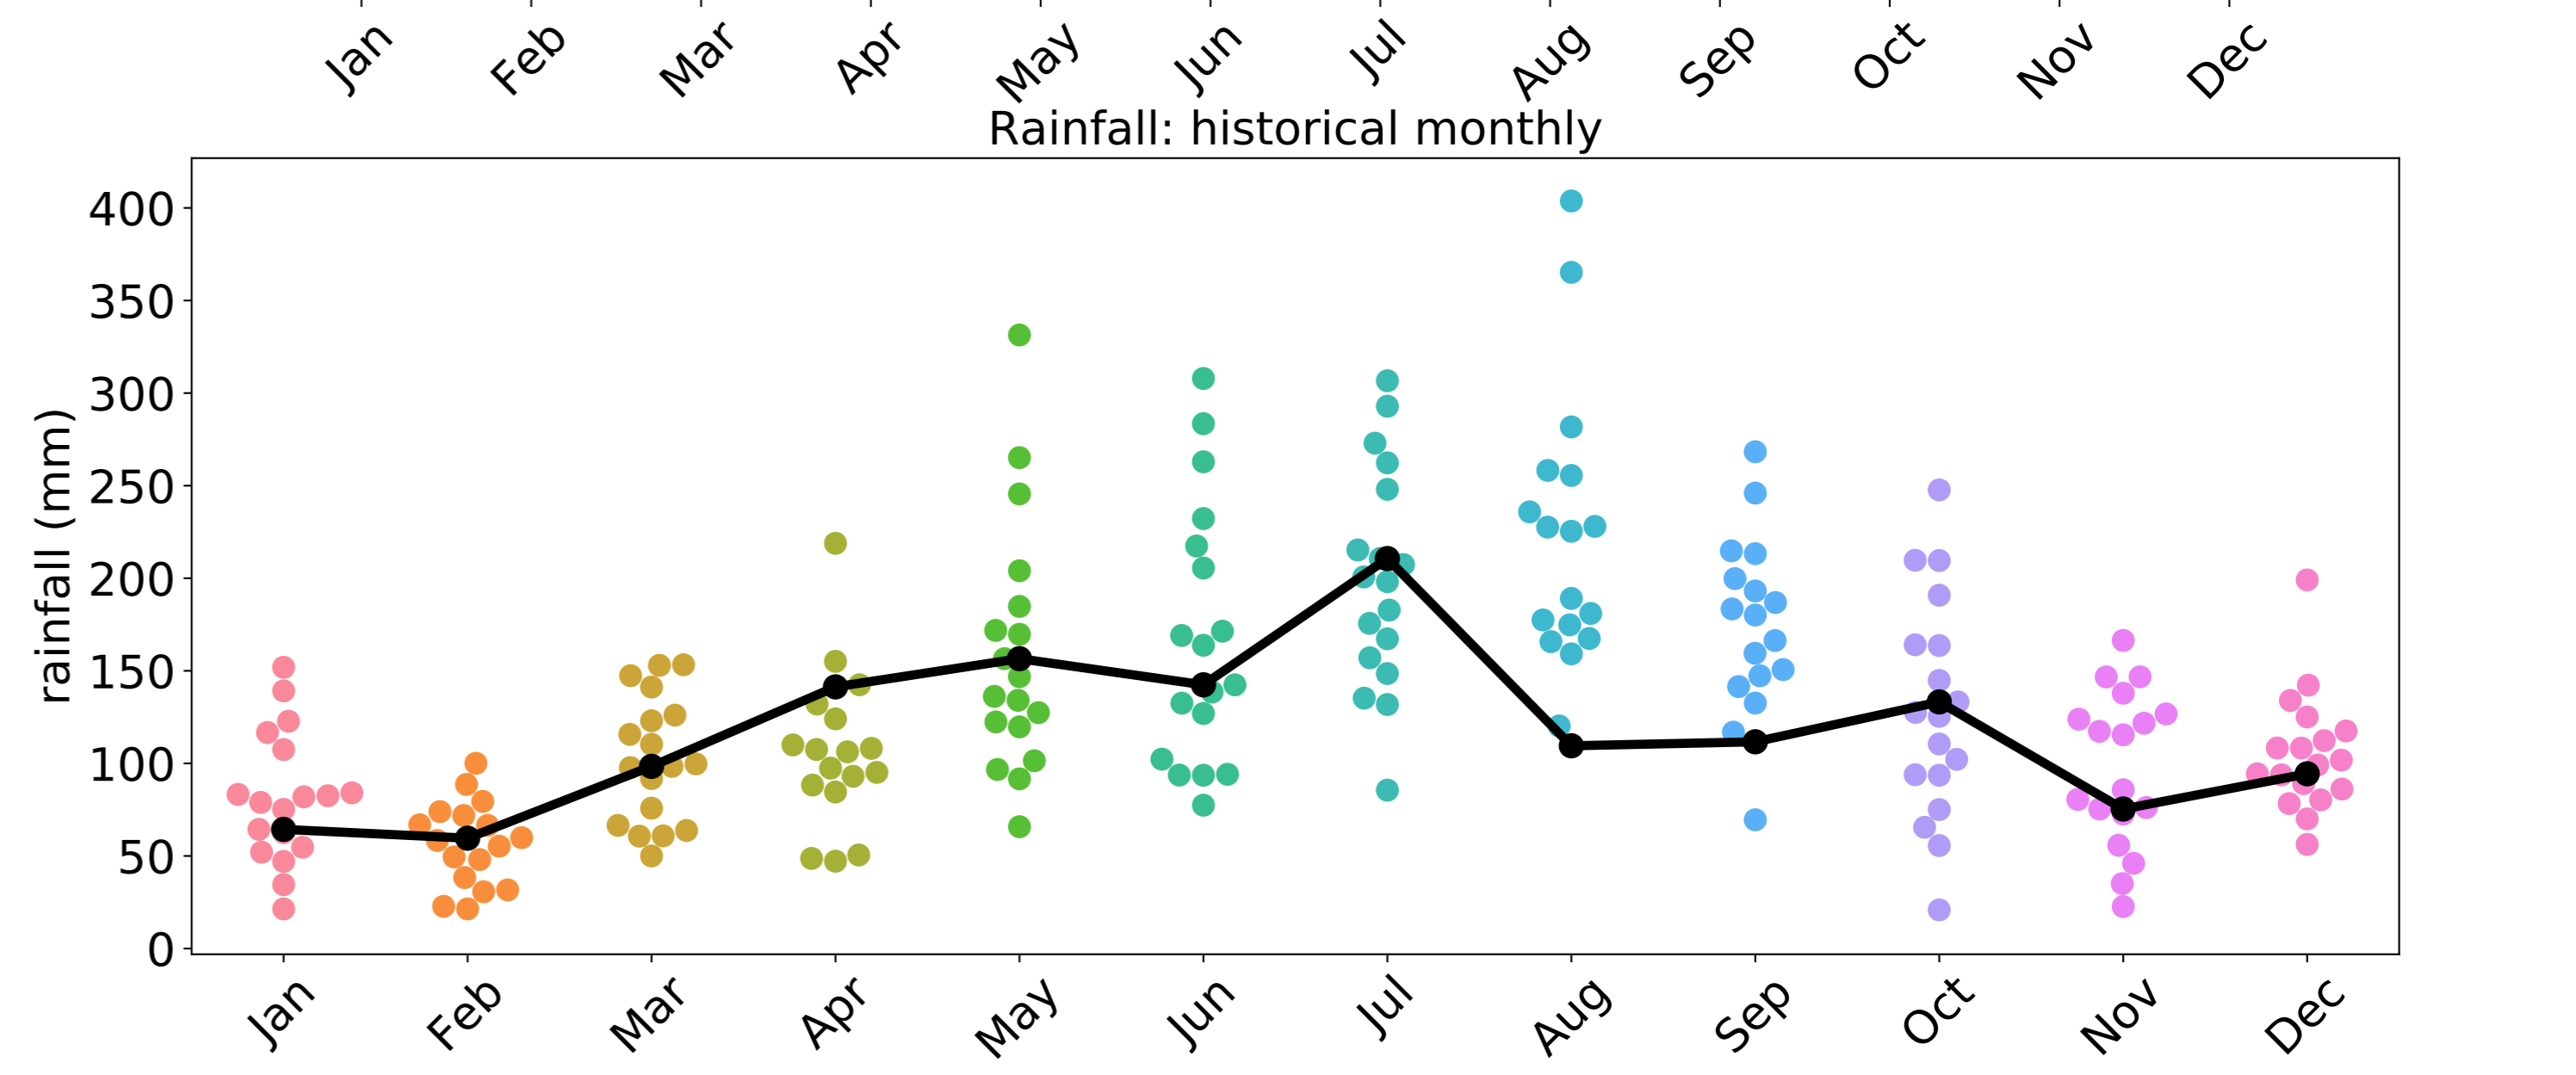 Jan Feb Mar Apr May Jun Jul Aug Sep Oct Nov Dec
Rainfall: historical monthly
rainfall (mm)
400
350
300
250
200
150
100
50
0
Jan Feb Mar Apr May Jun Jul Aug Sep Oct Nov Dec